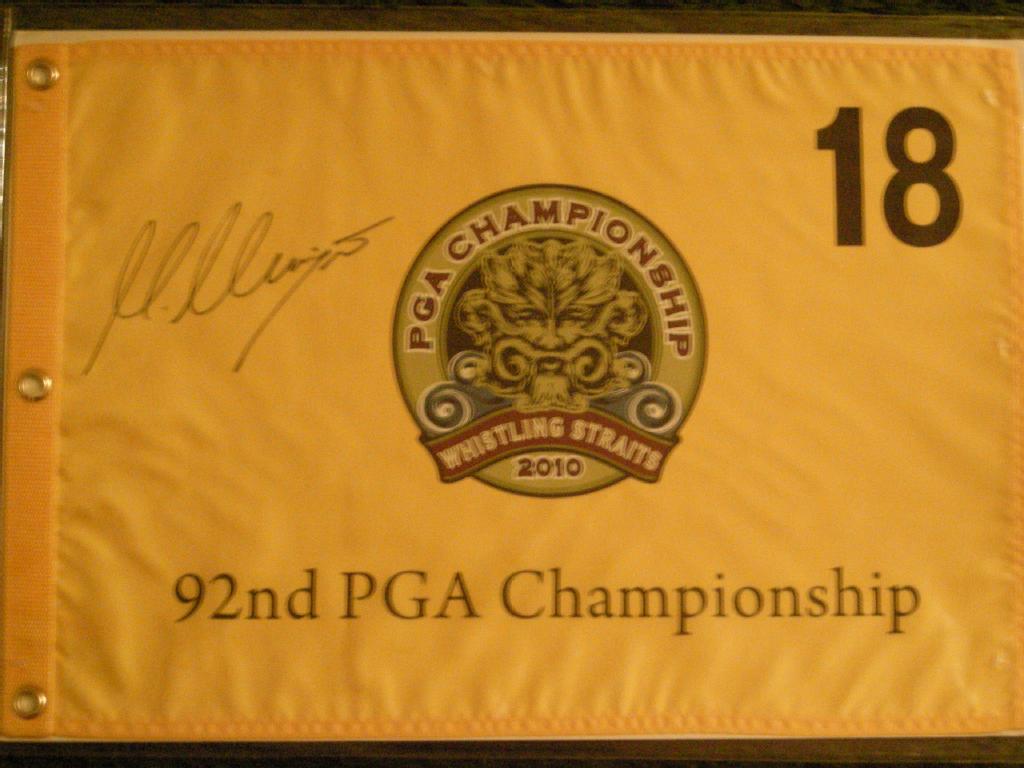 18
PGA CHAMPIONSHIP
WHISTLING STRAITS
2010
92nd PGA Championship